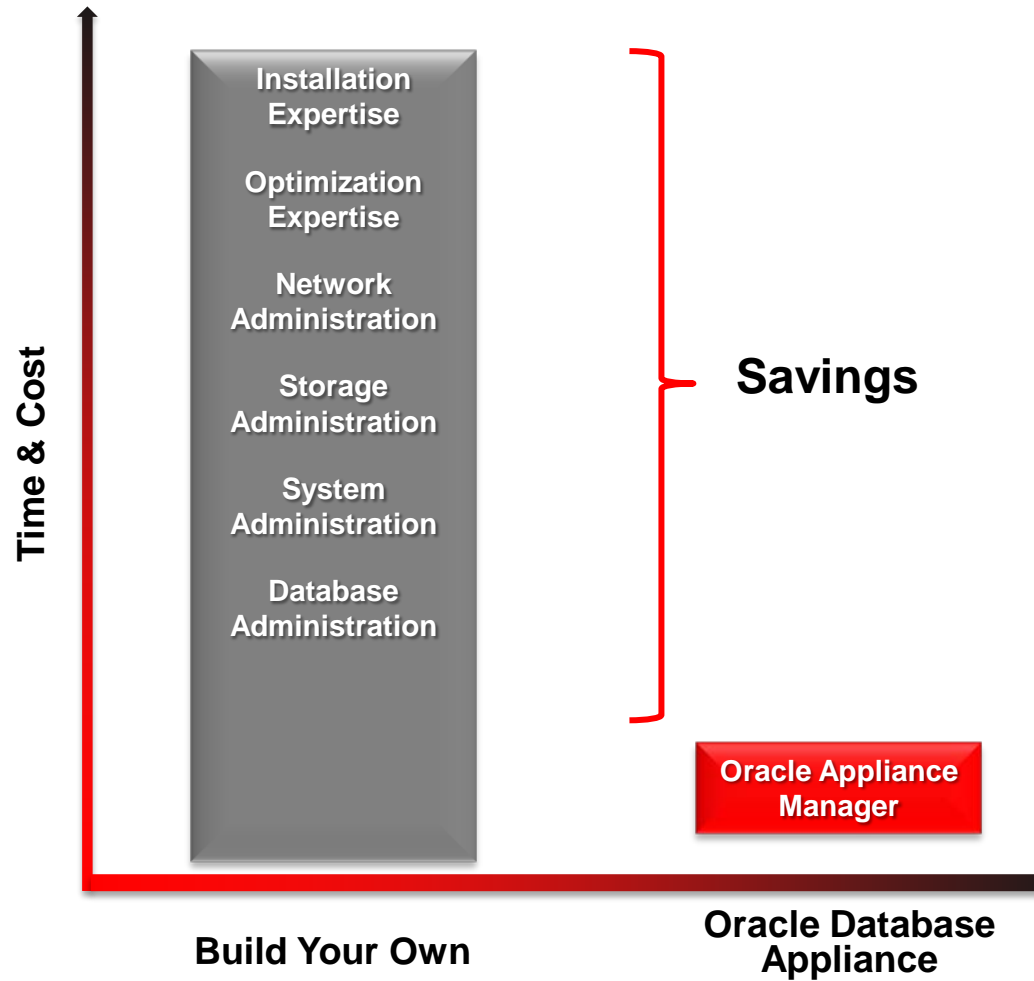 Time & Cost
Installation
Expertise
Optimization
Expertise
Network
Administration
Storage
Administration
System
Administration
Database
Administration
Savings
Oracle Appliance
Manager
Build Your Own
Oracle Database
Appliance